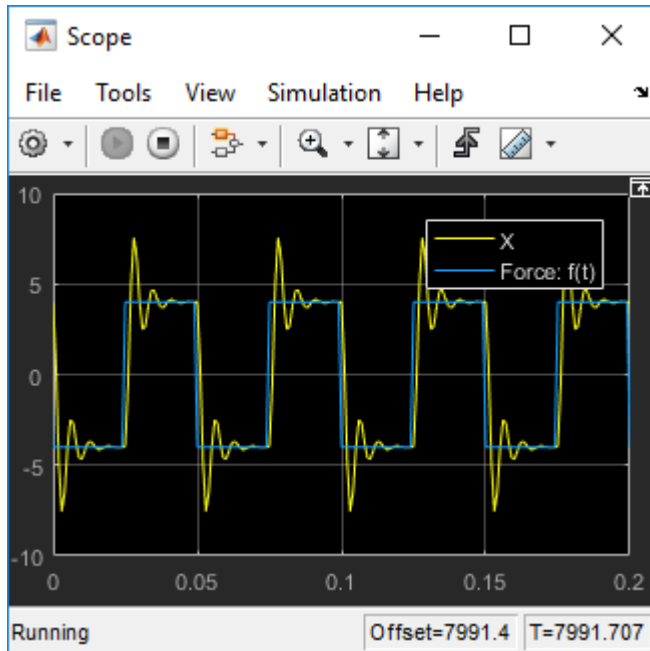 Scope
File Tools View Simulation Help
10
5
0
-5
-10
X
Force: f(t)
0 0.05 0.1 0.15 0.2
Running Offset=7991.4 T=7991.707